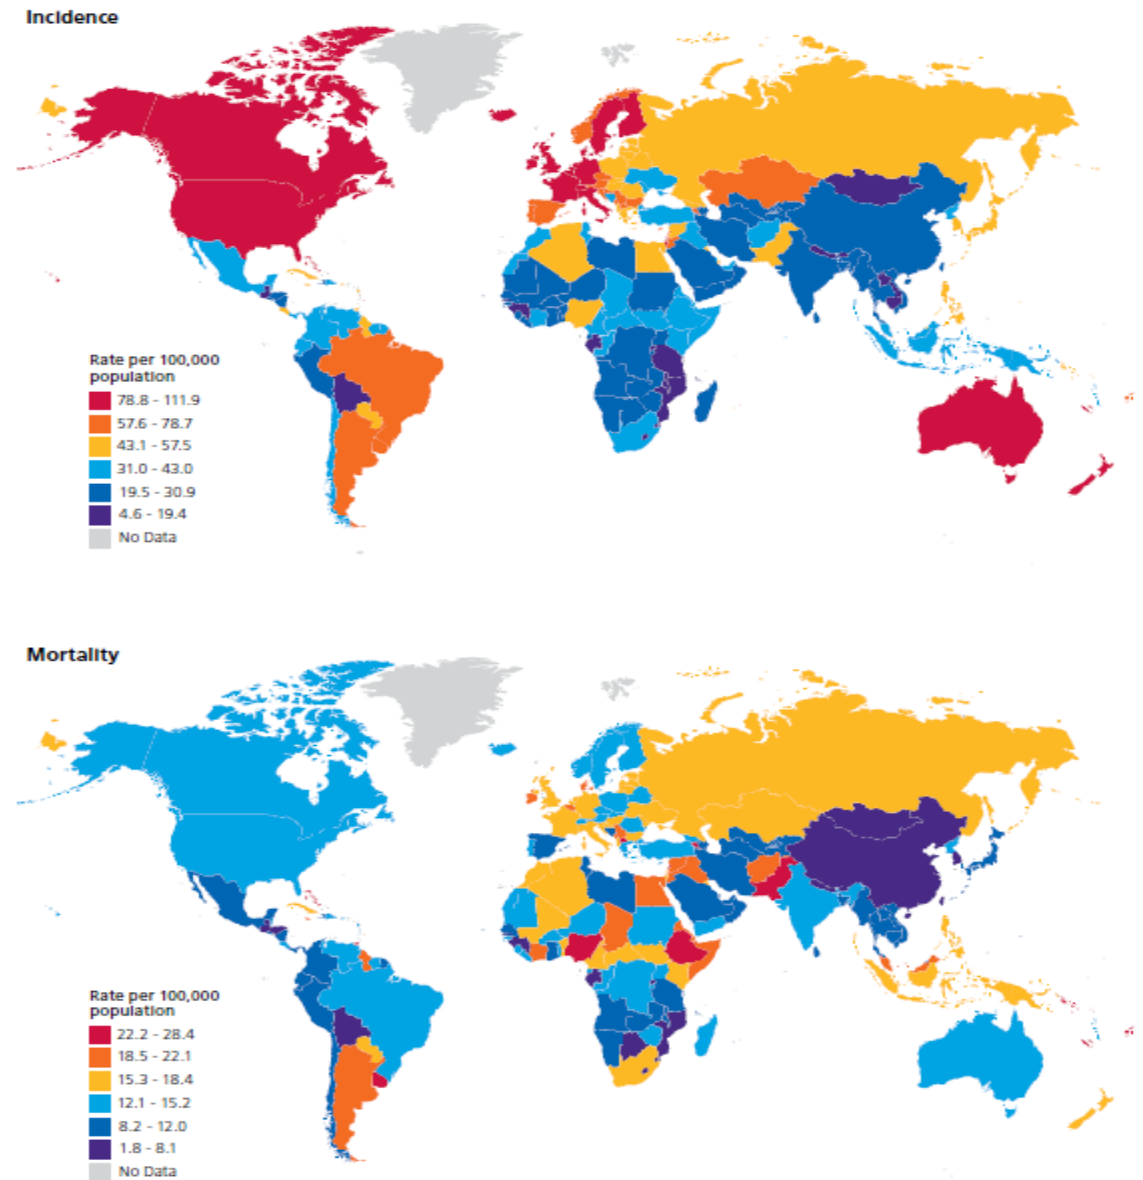 Incidence
Rate per 100,000
population
78.8 - 111.9
57.6 - 78.7
43.1 - 57.5
31.0 - 43.0
19.5 - 30.9
4.6 - 19.4
No Data
Mortality
Rate per 100,000
population
22.2 - 28.4
18.5 - 22.1
15.3 - 18.4
12.1 - 15.2
8.2 - 12.0
1.8 - 8.1
No Data